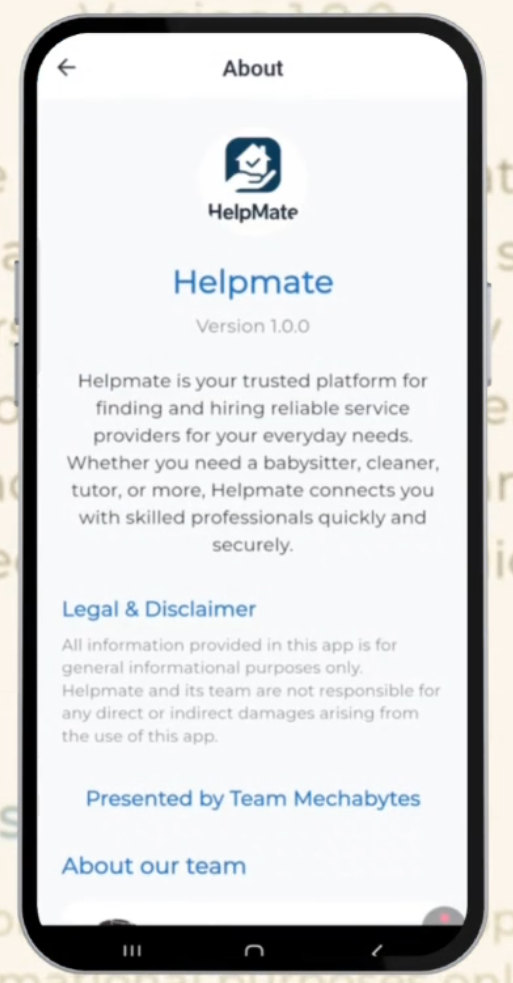 About
HelpMate
Helpmate
Version 1.0.0
Helpmate is your trusted platform for
finding and hiring reliable service
providers for your everyday needs.
Whether you need a babysitter, cleaner,
tutor, or more, Helpmate connects you
with skilled professionals quickly and
securely.
Legal & Disclaimer
All information provided in this app is for
general informational purposes only.
Helpmate and its team are not responsible for
any direct or indirect damages arising from
the use of this app.
Presented by Team Mechabytes
About our team